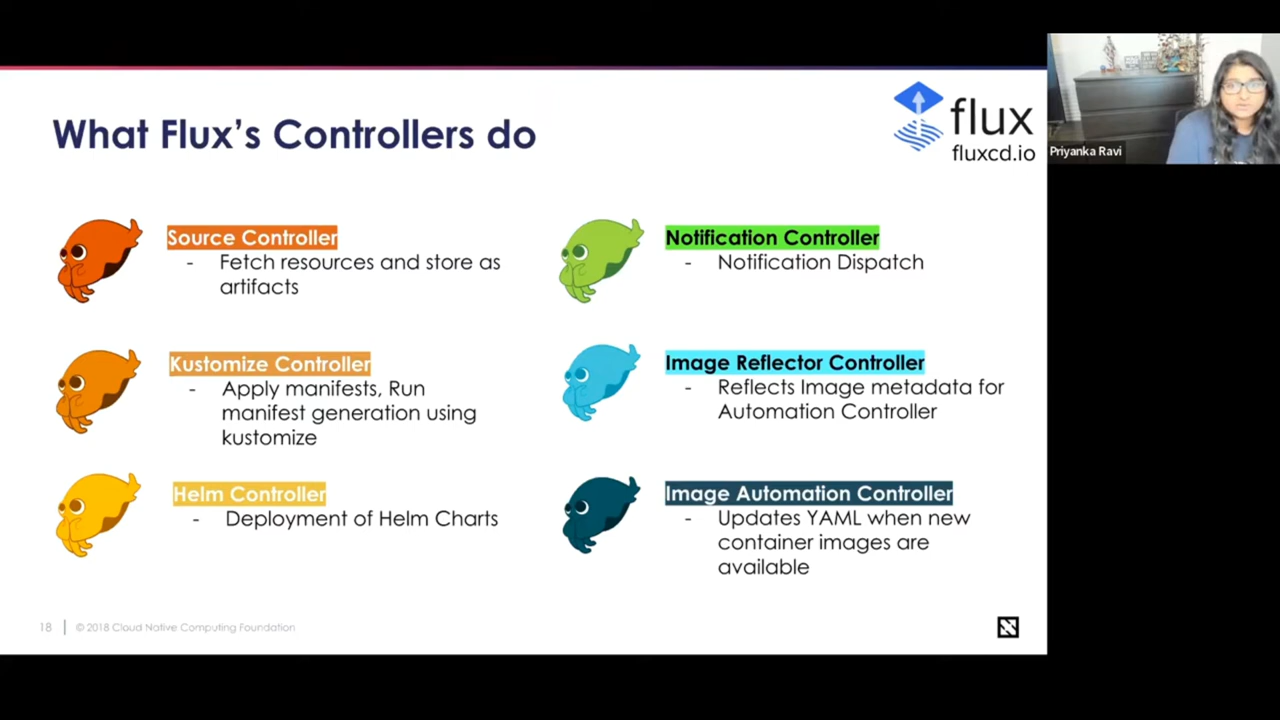 What Flux's Controllers do
flux
fluxcd.io
Priyanka Ravi
Source Controller
- Fetch resources and store as
artifacts
Kustomize Controller
- Apply manifests, Run
manifest generation using
kustomize
Helm Controller
- Deployment of Helm Charts
Notification Controller
- Notification Dispatch
Image Reflector Controller
- Reflects Image metadata for
Automation Controller
Image Automation Controller
- Updates YAML when new
container images are
available
18
© 2018 Cloud Native Computing Foundation